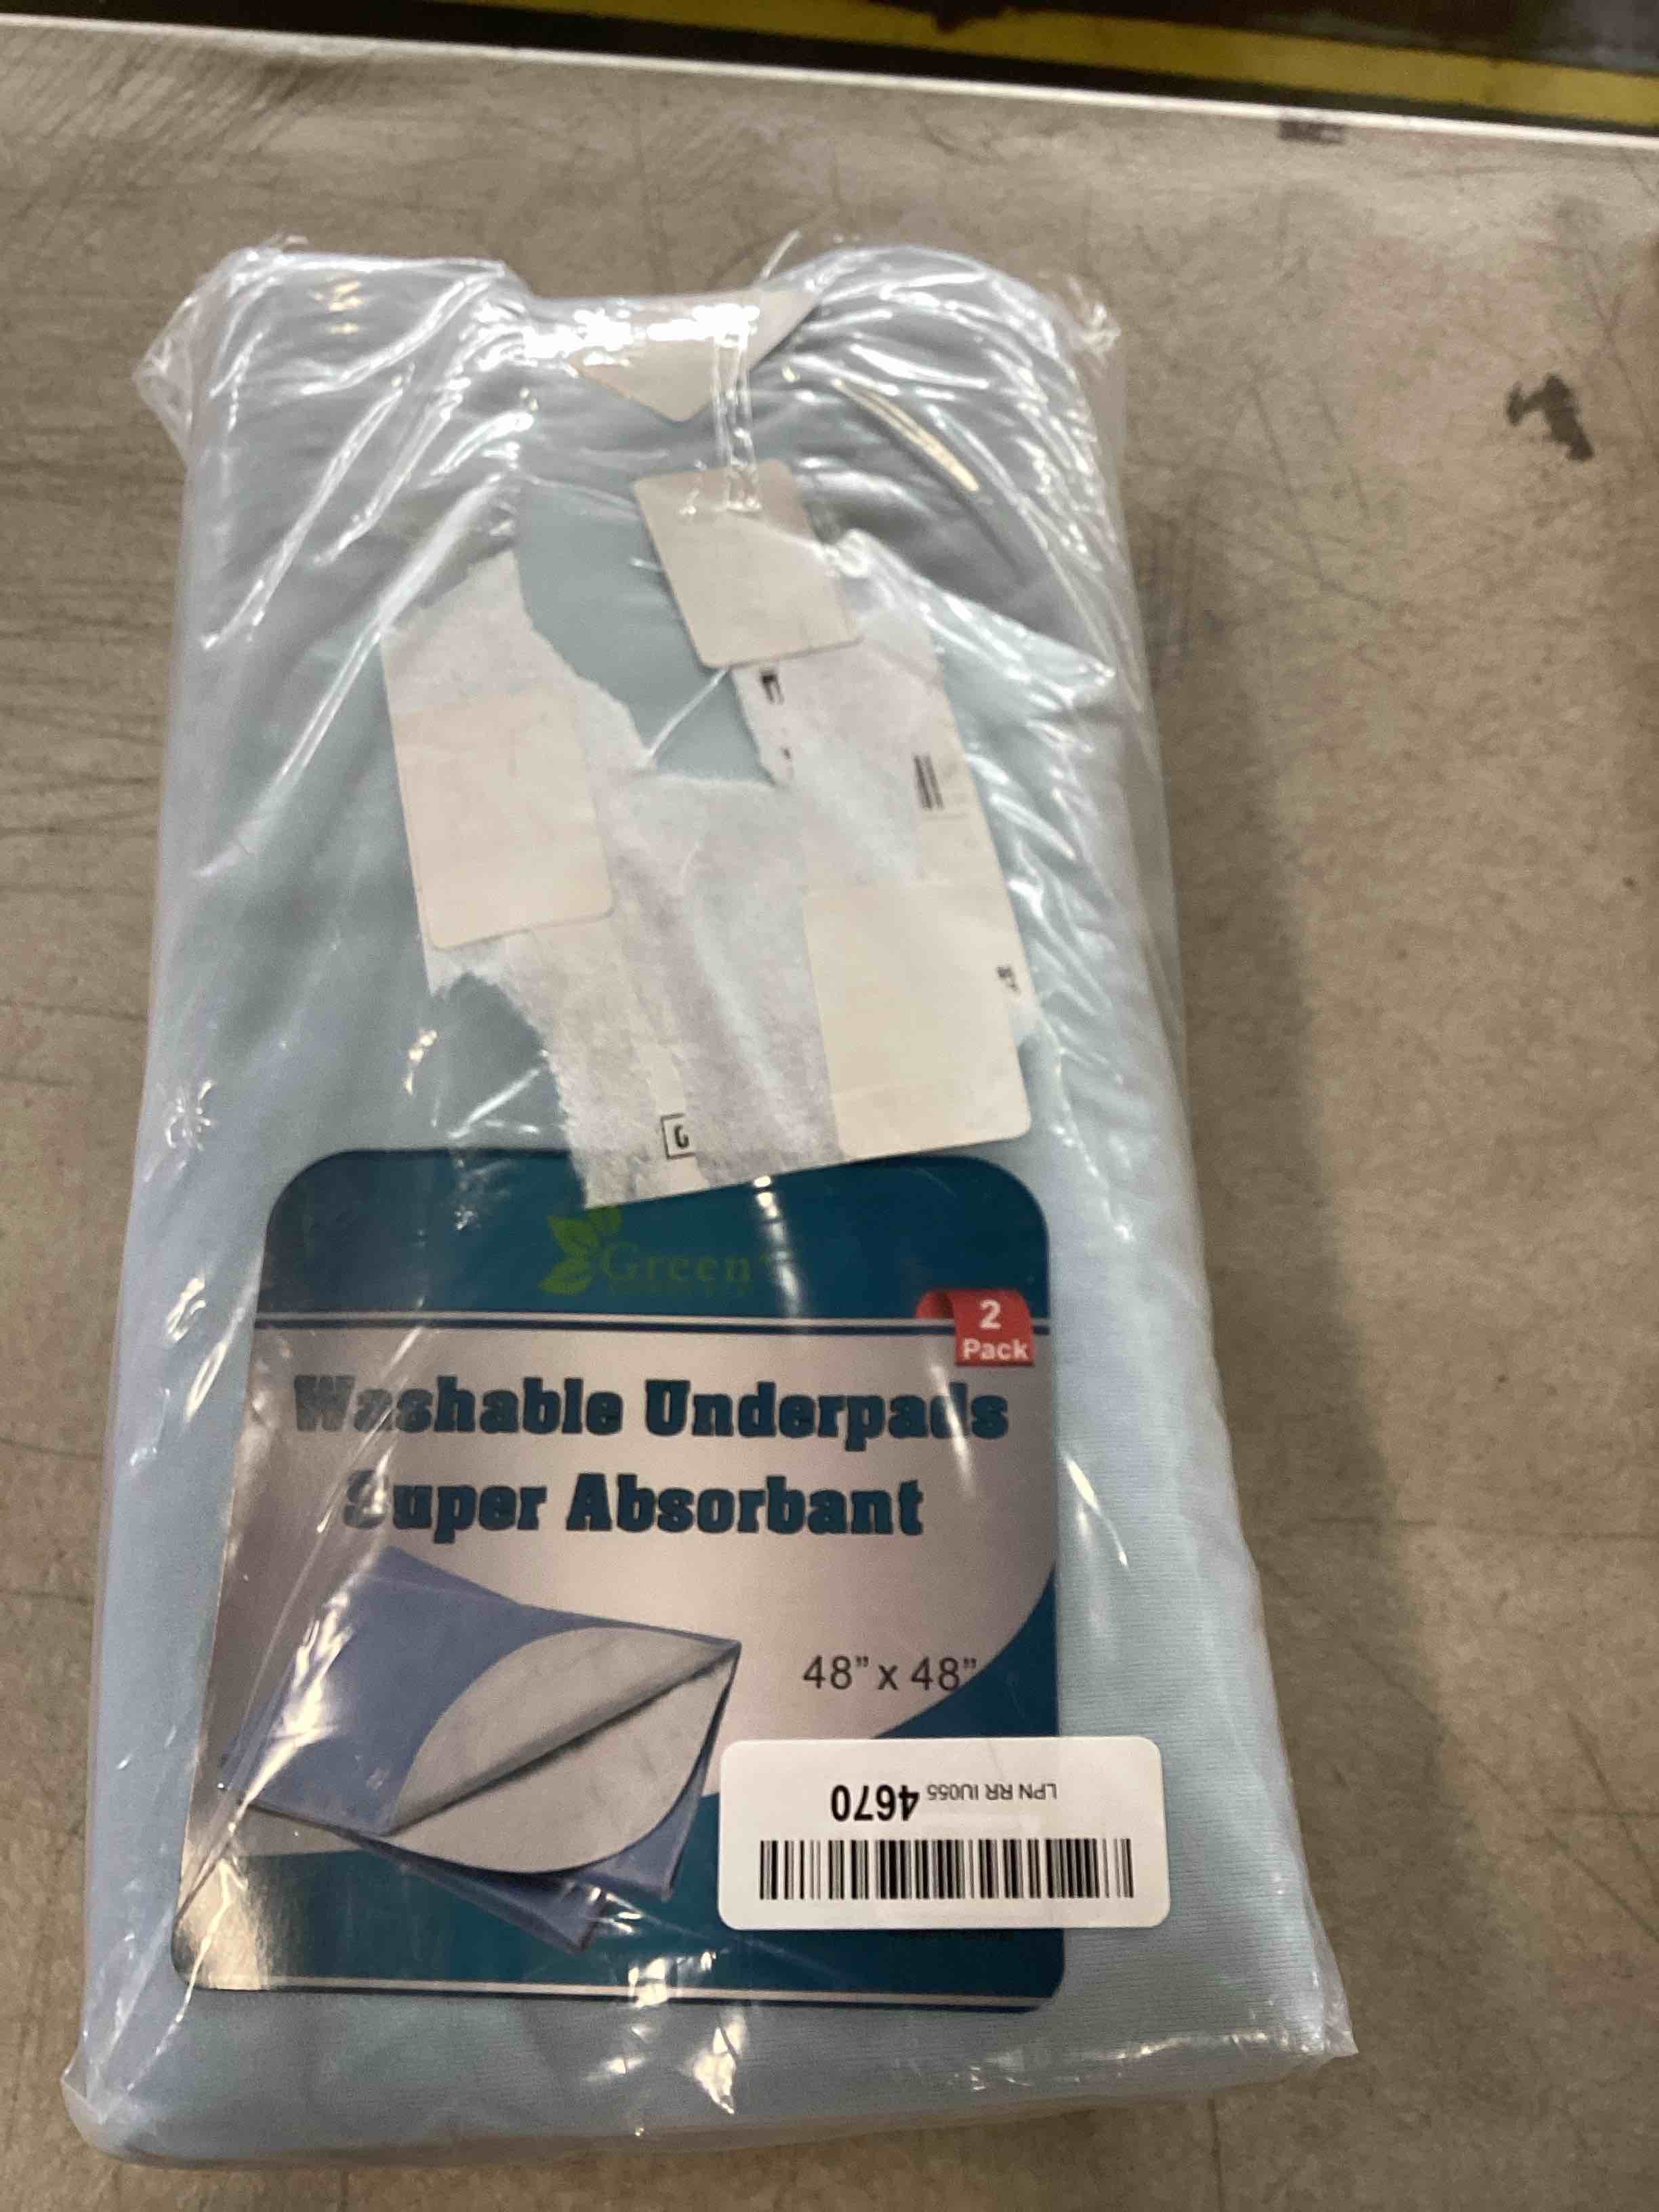 G
Green
2
Pack
Washable Underpads
Super Absorbant
48" x 48"
LPN RR IU055 4670